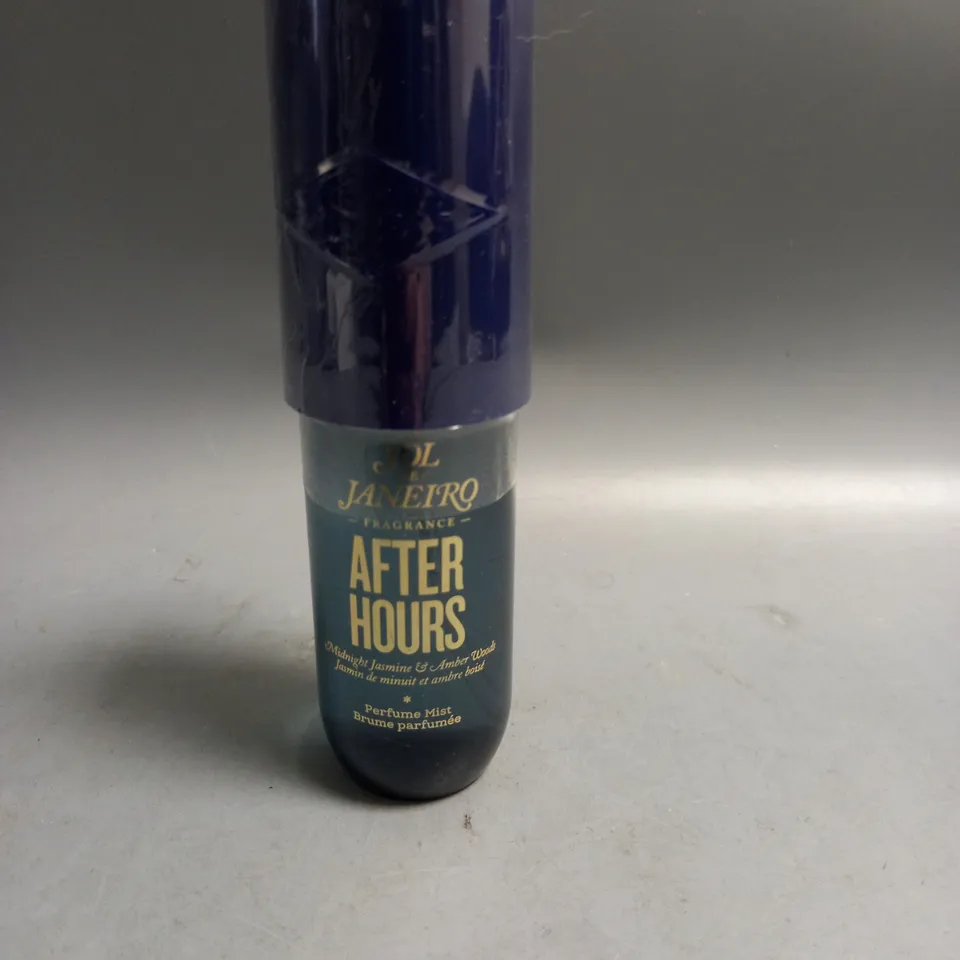 SOL
de
JANEIRO
FRAGRANCE
AFTER
HOURS
Midnight Jasmine & Amber Woods
Jasmin de minuit et ambre boisé
*
Perfume Mist
Brume parfumée